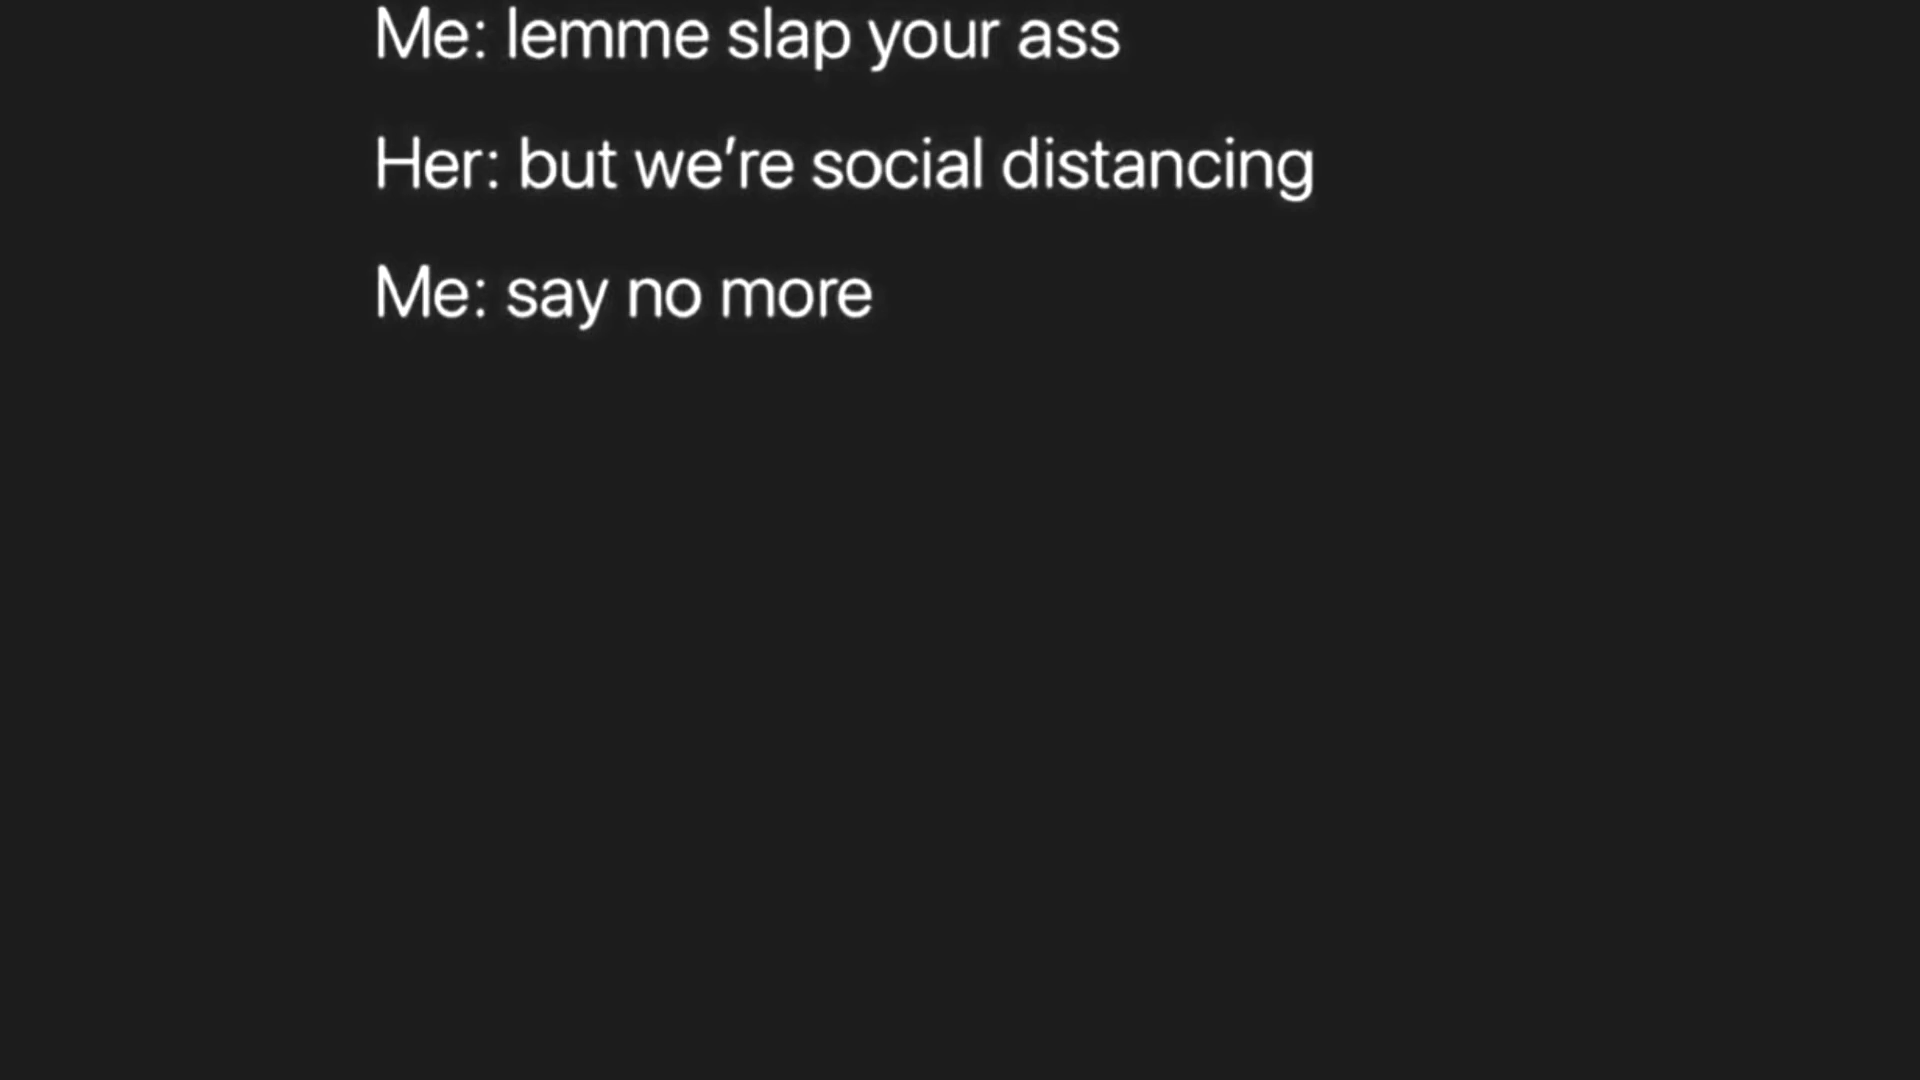 Me: lemme slap your ass
Her: but we’re social distancing
Me: say no more